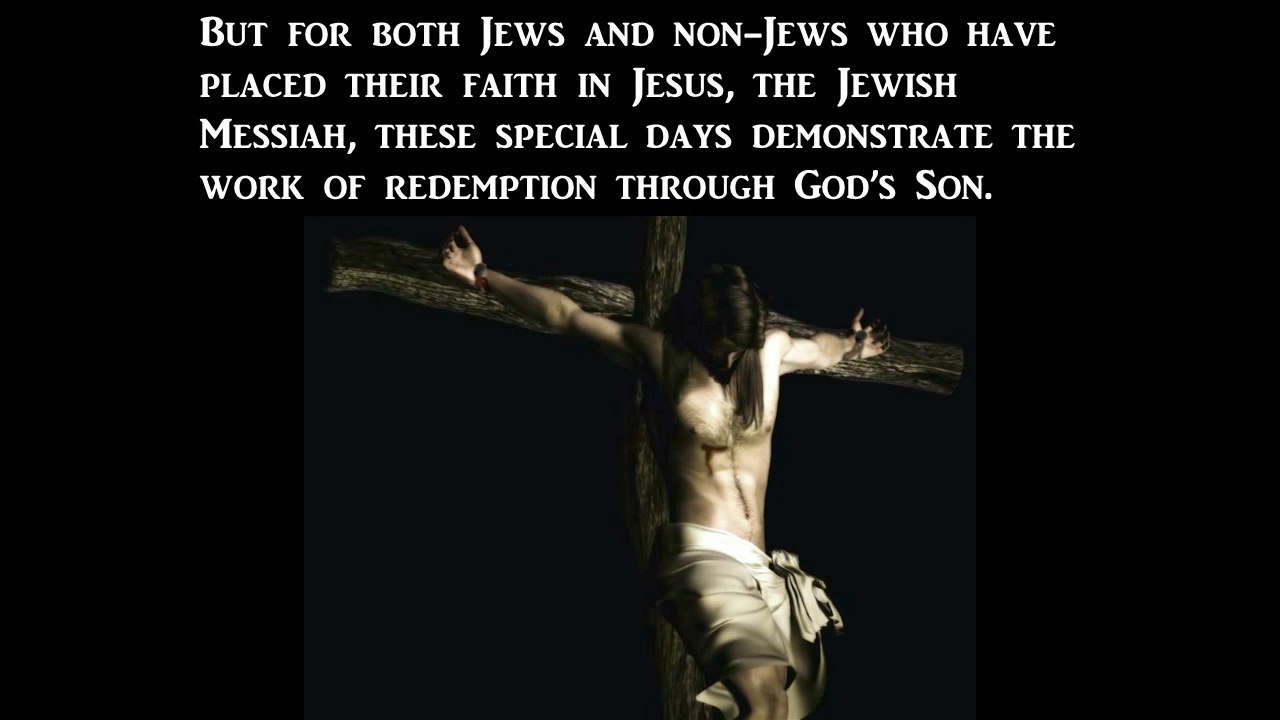 But for both Jews and non-Jews who have
placed their faith in Jesus, the Jewish
Messiah, these special days demonstrate the
work of redemption through God's Son.